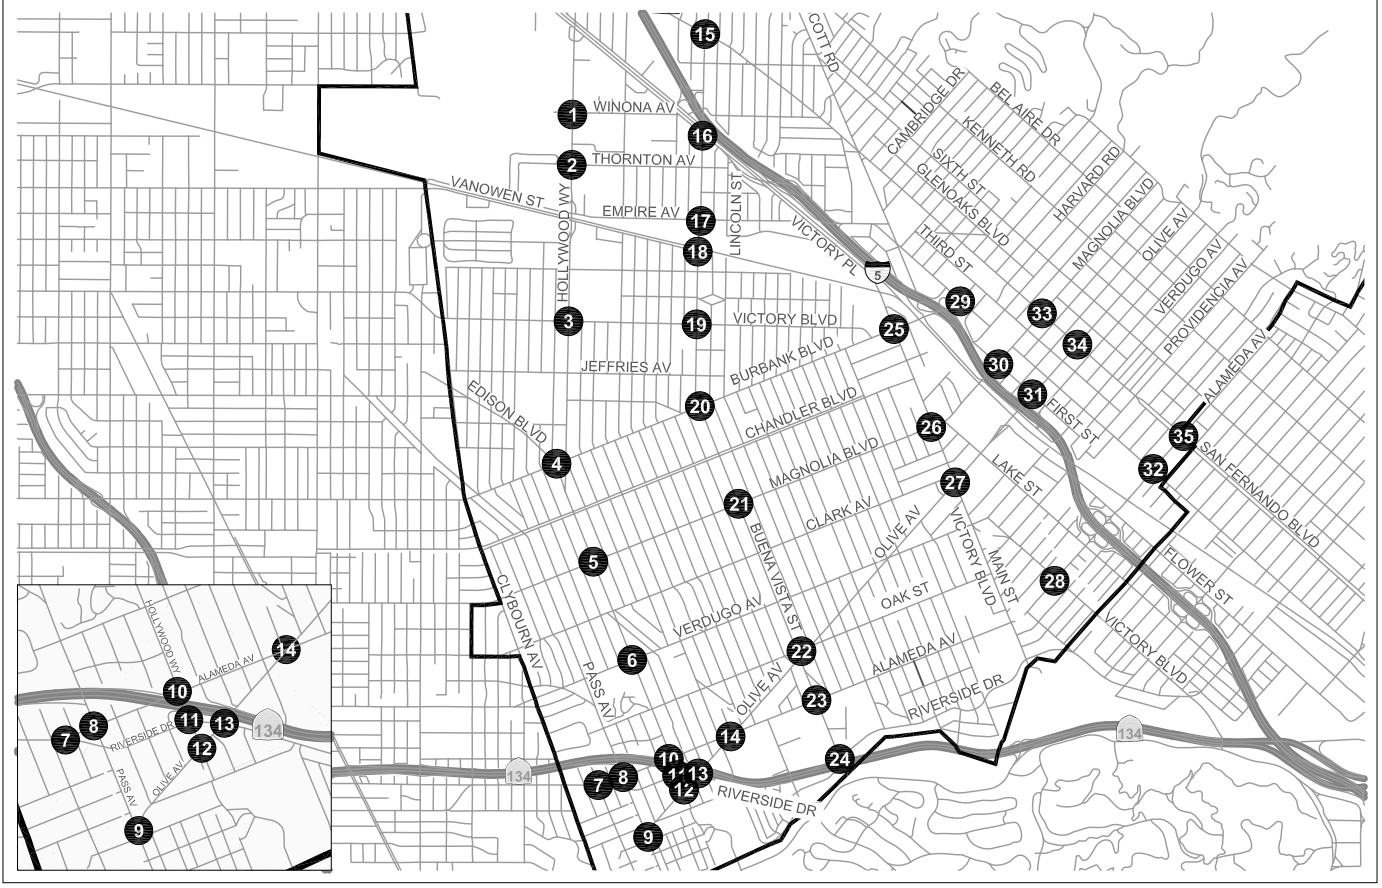 SCOTT RD
15
CAMBRIDGE DR
BEL AIRE DR
1
WINONA AV
16
KENNETH RD
2
THORNTON AV
SIXTH ST
HARVARD RD
GLENOAKS BLVD
MAGNOLIA BLVD
VANOWEN ST
HOLLYWOOD WY
EMPIRE AV
17
LINCOLN ST
18
VICTORY PL
THIRD ST
OLIVE AV
VERDUGO AV
PROVIDENCIA AV
5
29
33
3
19
VICTORY BLVD
25
34
JEFFRIES AV
BURBANK BLVD
30
31
FIRST ST
ALAMEDA AV
EDISON BLVD
20
CHANDLER BLVD
26
35
4
MAGNOLIA BLVD
32
SAN FERNANDO BLVD
27
LAKE ST
21
CLARK AV
OLIVE AV
BUENA VISTA ST
VICTORY BLVD
MAIN ST
5
28
FLOWER ST
CLYBOURN AV
OAK ST
VERDUGO AV
VICTORY BLVD
6
22
ALAMEDA AV
PASS AV
OLIVE AV
23
RIVERSIDE DR
14
134
24
10
134
7
8
11
13
12
RIVERSIDE DR
9
HOLLYWOOD WY
14
ALAMEDA AV
10
7
8
11
13
134
RIVERSIDE DR
12
PASS AV
OLIVE AV
9